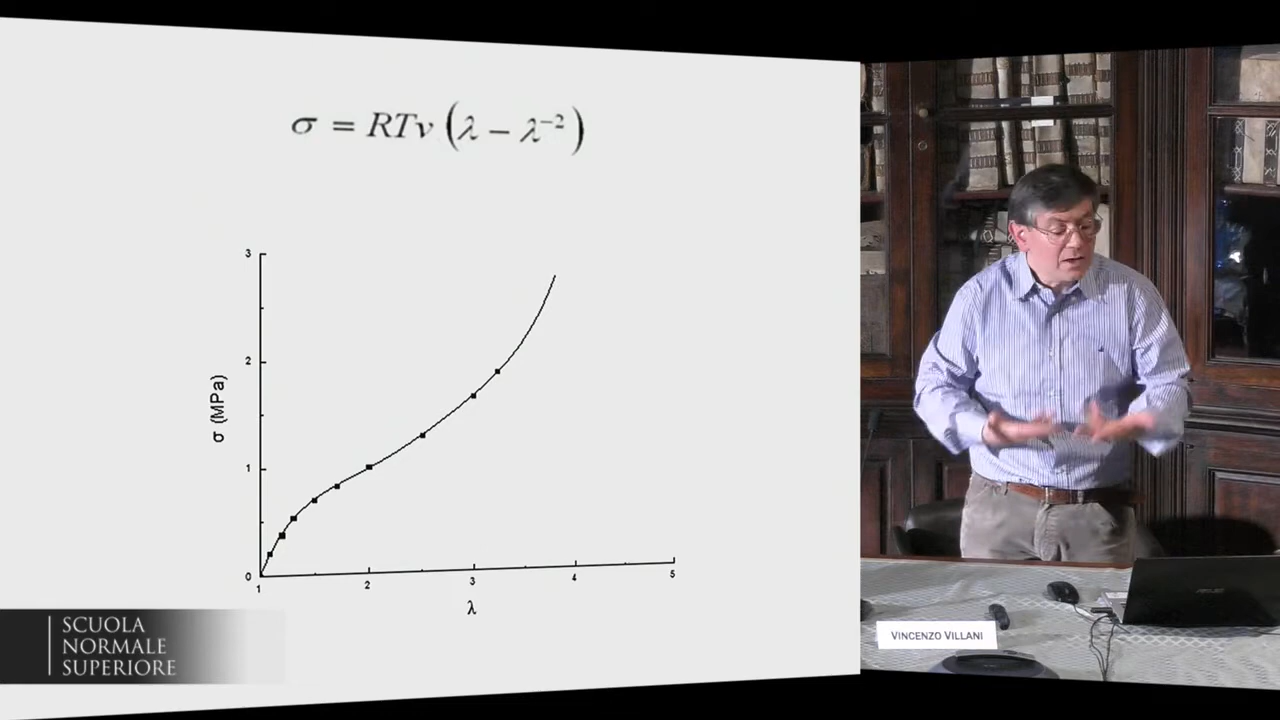 σ = RTν (λ − λ⁻²)
3
2
σ (MPa)
1
0
1 2 3 4 5
λ
SCUOLA
NORMALE
SUPERIORE
VINCENZO VILLANI